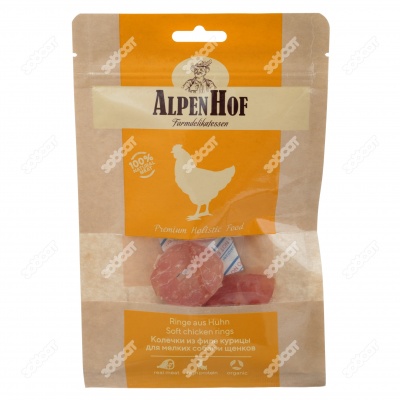 ALPENHOF
Farmdelikatessen
100%
Premium Holistic Food
Ringe aus Huhn
Soft chicken rings
Колечки из филе курицы
для мелких собак и щенков